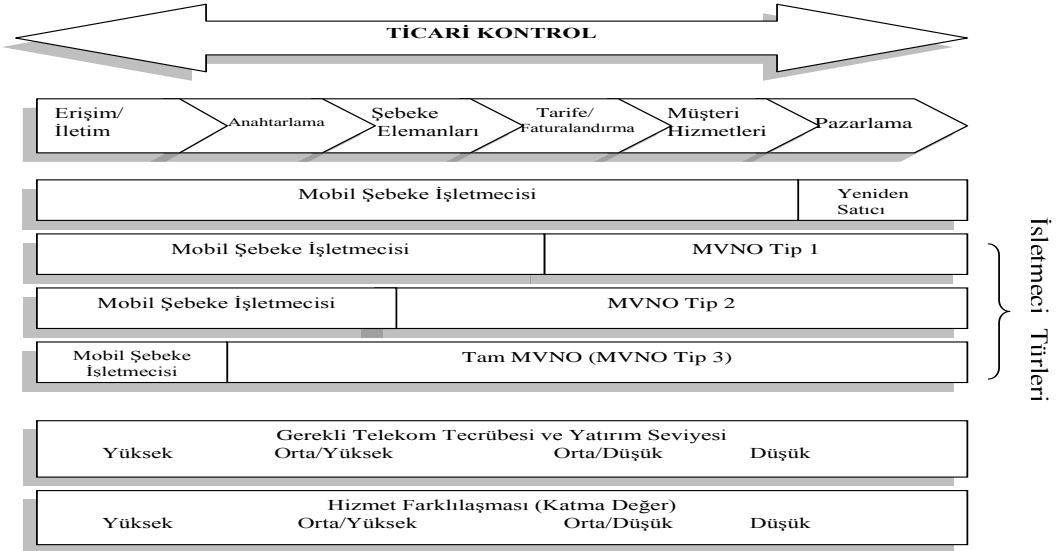 TİCARİ KONTROL
Erişim/
İletim
Anahtarlama
Şebeke
Elemanları
Tarife/
Faturalandırma
Müşteri
Hizmetleri
Pazarlama
Mobil Şebeke İşletmecisi
Yeniden
Satıcı
Mobil Şebeke İşletmecisi
MVNO Tip 1
Mobil Şebeke İşletmecisi
MVNO Tip 2
Mobil Şebeke
İşletmecisi
Tam MVNO (MVNO Tip 3)
İşletmeci Türleri
Gerekli Telekom Tecrübesi ve Yatırım Seviyesi
Yüksek Orta/Yüksek Orta/Düşük Düşük
Hizmet Farklılaşması (Katma Değer)
Yüksek Orta/Yüksek Orta/Düşük Düşük